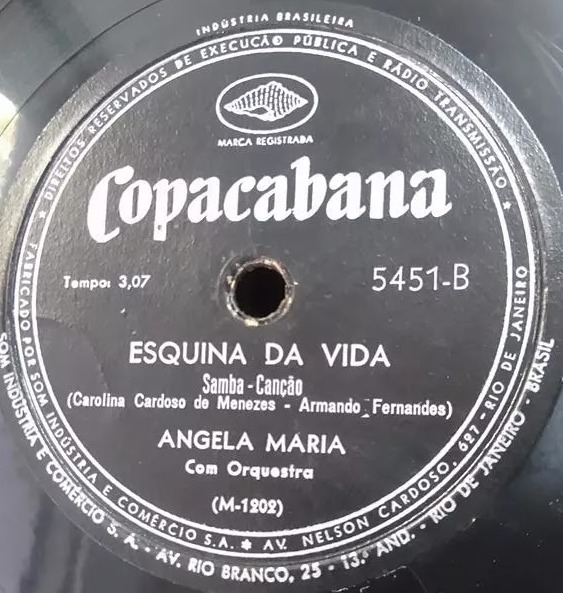 INDÚSTRIA BRASILEIRA
★ DIREITOS RESERVADOS DE EXECUCÃO PÚBLICA E RÁDIO TRANSMISSÃO ★
MARCA REGISTRADA
Copacabana
Tempo: 3,07
5451-B
ESQUINA DA VIDA
Samba-Canção
(Carolina Cardoso de Menezes - Armando Fernandes)
ANGELA MARIA
Com Orquestra
(M-1202)
FABRICADO POR SOM INDÚSTRIA E COMÉRCIO S.A. ✱ AV. NELSON CARDOSO, 627 - RIO DE JANEIRO
SOM INDÚSTRIA E COMÉRCIO S. A. - AV. RIO BRANCO, 25 - 13.º AND. - RIO DE JANEIRO - BRASIL